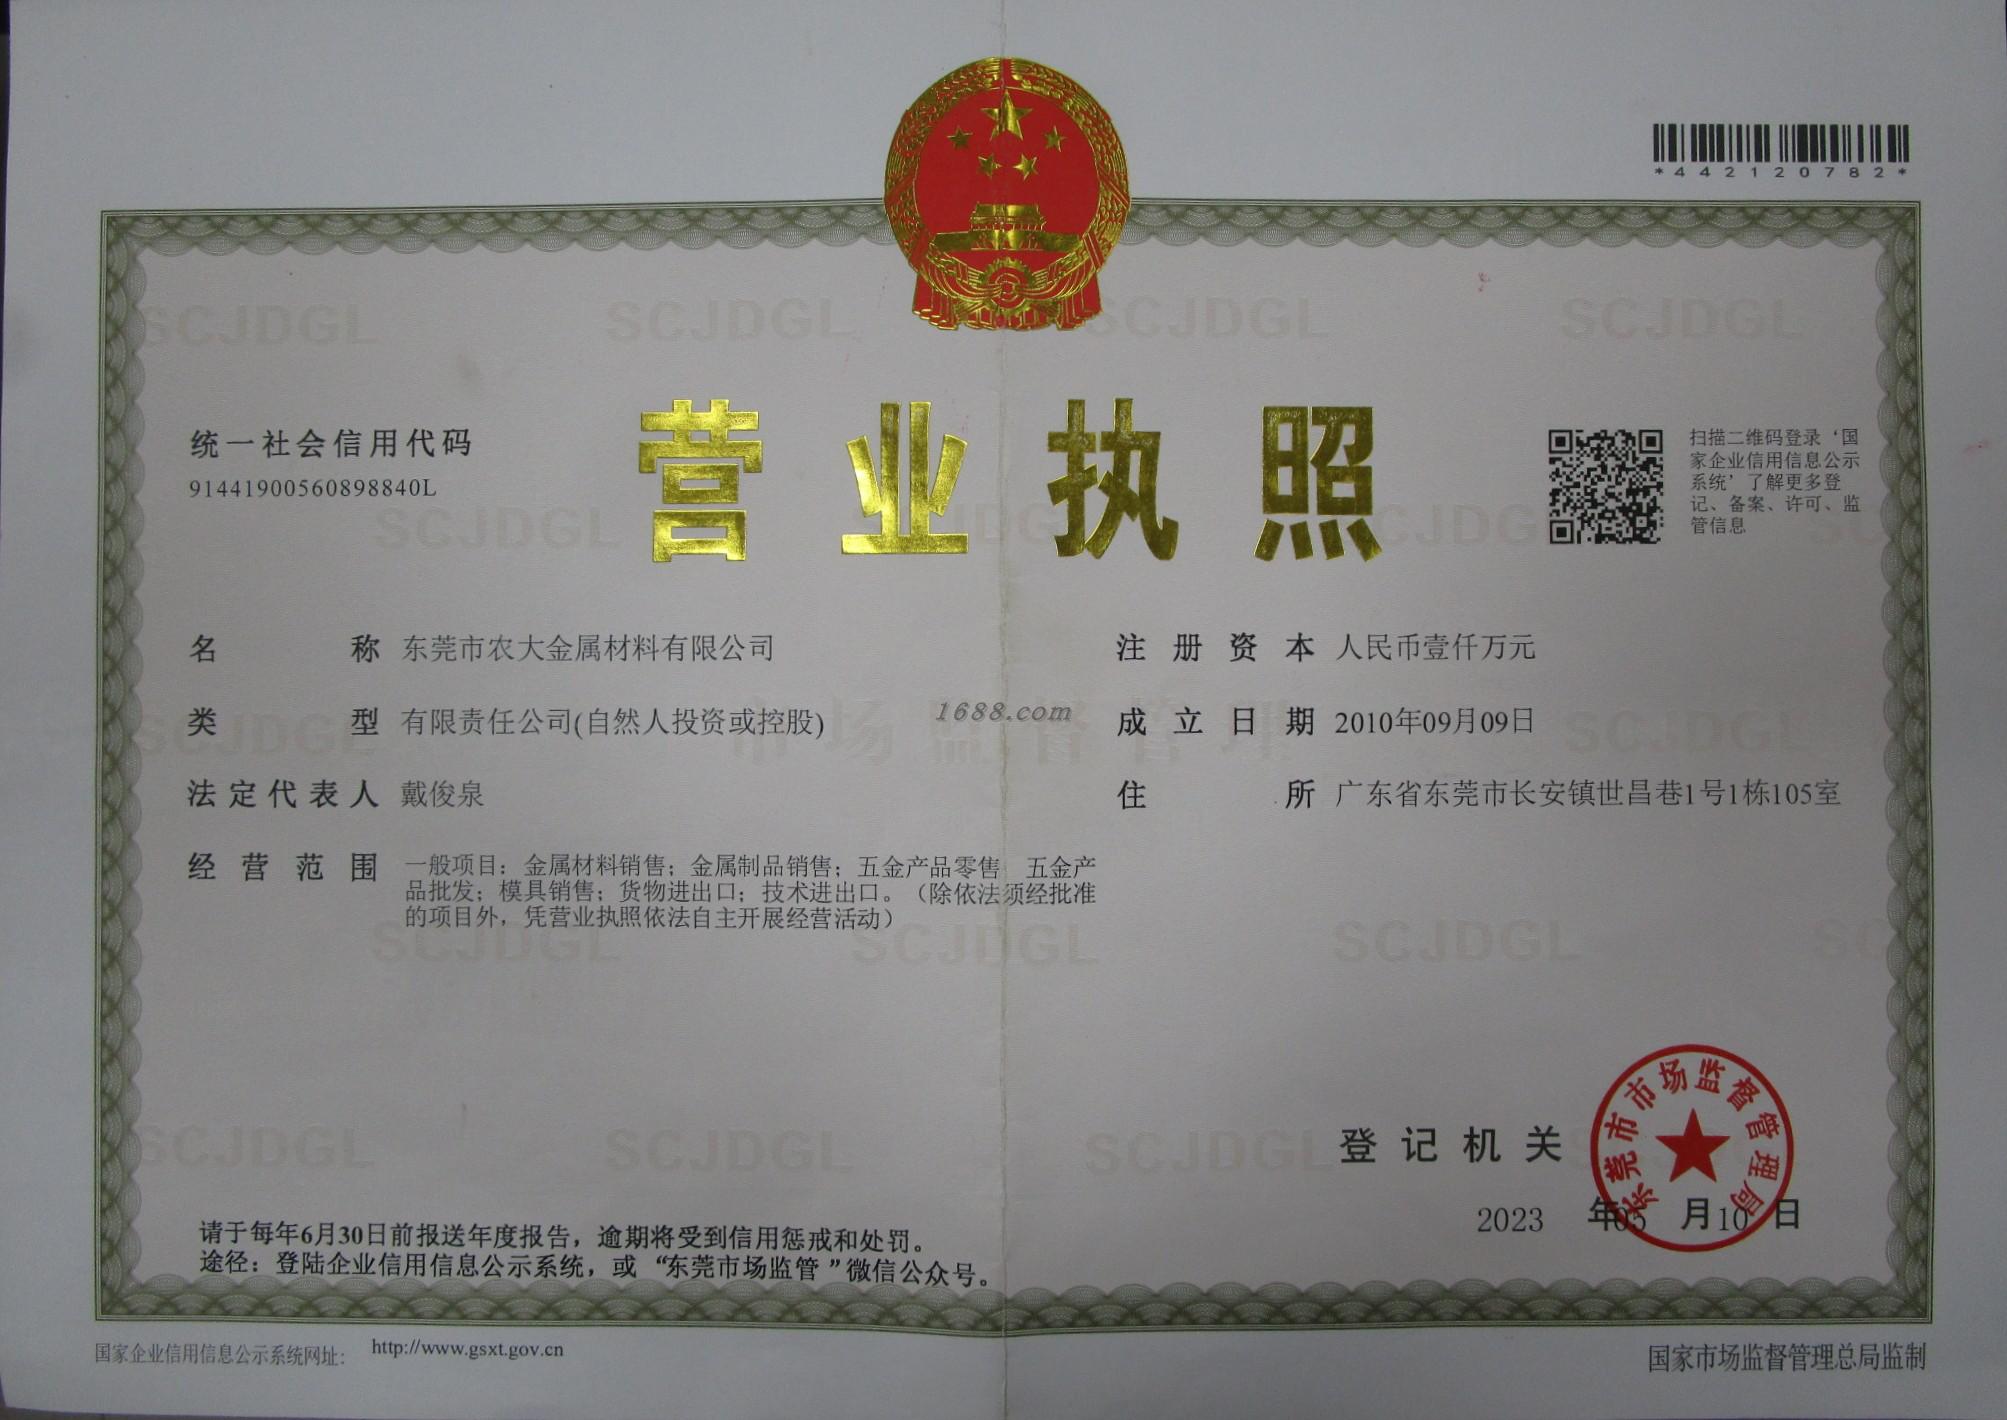 *442120782*
营业执照
统一社会信用代码
91441900560898840L
扫描二维码登录‘国
家企业信用信息公示
系统’了解更多登
记、备案、许可、监
管信息
名称 东莞市农大金属材料有限公司
类型 有限责任公司(自然人投资或控股)
法定代表人 戴俊泉
经营范围 一般项目：金属材料销售；金属制品销售；五金产品零售 五金产
品批发；模具销售；货物进出口；技术进出口。（除依法须经批准
的项目外，凭营业执照依法自主开展经营活动）
注册资本 人民币壹仟万元
成立日期 2010年09月09日
住所 广东省东莞市长安镇世昌巷1号1栋105室
1688.com
SCJDGL
市场监督管理
登记机关
东莞市市场监督管理局
2023年05月10日
请于每年6月30日前报送年度报告，逾期将受到信用惩戒和处罚。
途径：登陆企业信用信息公示系统，或“东莞市场监管”微信公众号。
国家企业信用信息公示系统网址： http://www.gsxt.gov.cn
国家市场监督管理总局监制